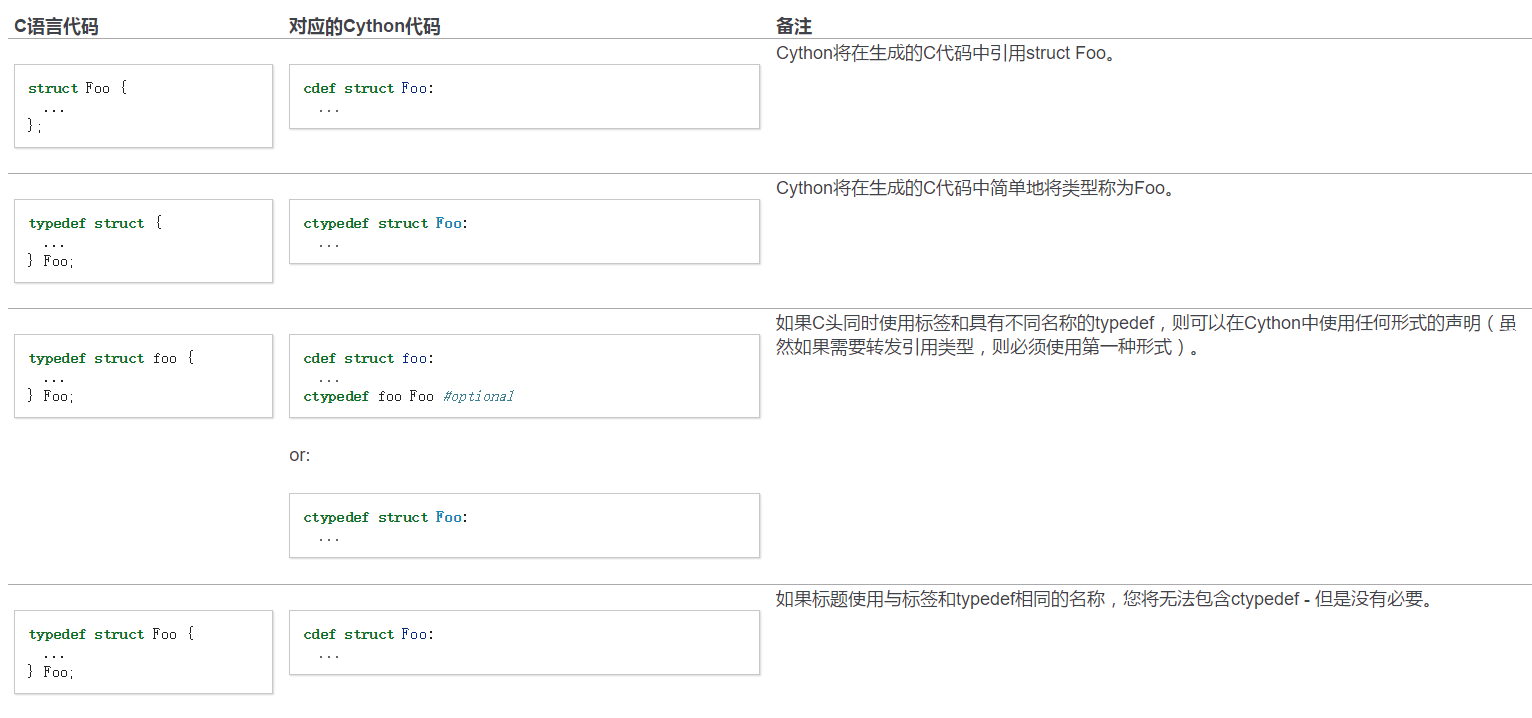 C语言代码 对应的Cython代码 备注
Cython将在生成的C代码中引用struct Foo。
struct Foo {
...
};
cdef struct Foo:
...
Cython将在生成的C代码中简单地将类型称为Foo。
typedef struct {
...
} Foo;
ctypedef struct Foo:
...
如果C头同时使用标签和具有不同名称的typedef，则可以在Cython中使用任何形式的声明（虽
然如果需要转发引用类型，则必须使用第一种形式）。
typedef struct foo {
...
} Foo;
cdef struct foo:
...
ctypedef foo Foo #optional
or:
ctypedef struct Foo:
...
如果标题使用与标签和typedef相同的名称，您将无法包含ctypedef - 但是没有必要。
typedef struct Foo {
...
} Foo;
cdef struct Foo:
...